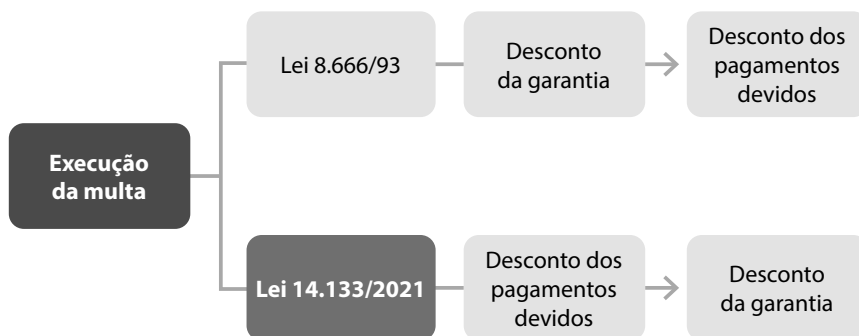 Execução
da multa
Lei 8.666/93
Desconto
da garantia
Desconto dos
pagamentos
devidos
Lei 14.133/2021
Desconto dos
pagamentos
devidos
Desconto
da garantia